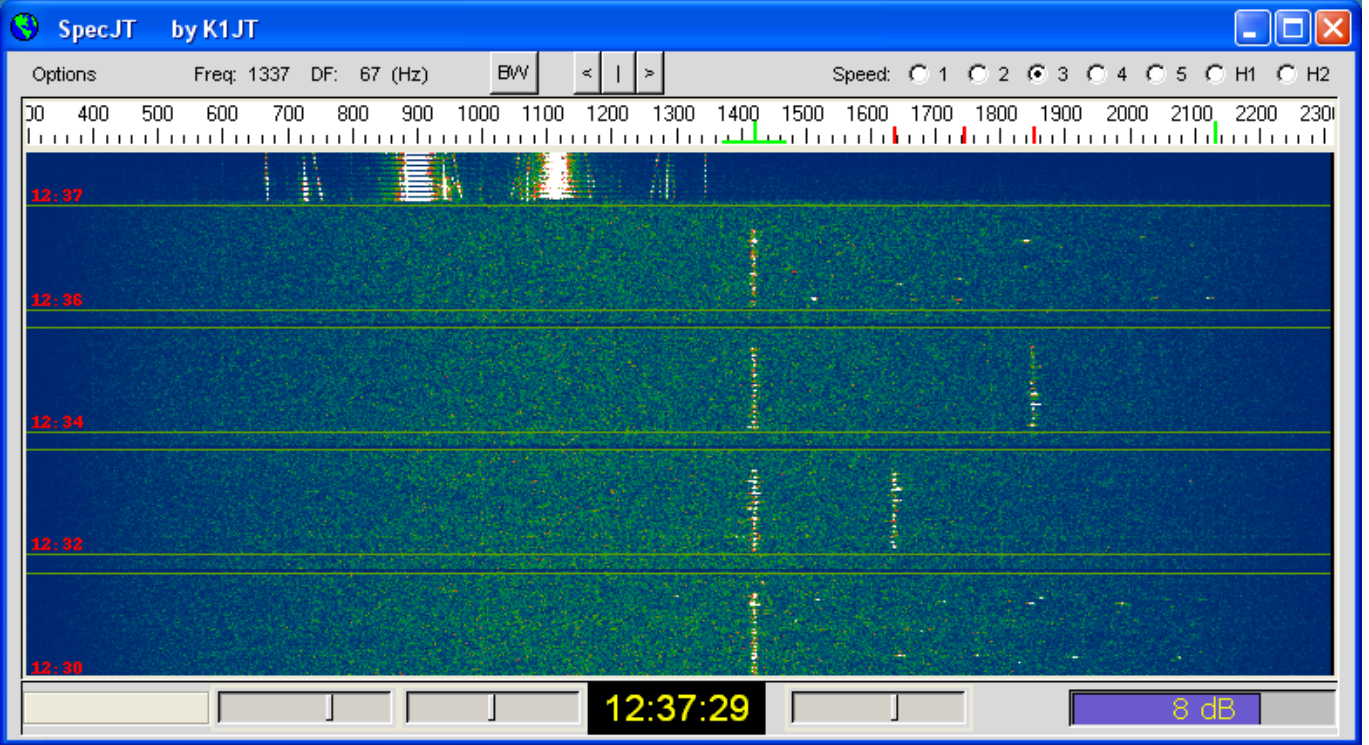 SpecJT by K1JT
Options Freq: 1337 DF: 67 (Hz) BW < | > Speed: 1 2 3 4 5 H1 H2
00 400 500 600 700 800 900 1000 1100 1200 1300 1400 1500 1600 1700 1800 1900 2000 2100 2200 230
12:37
12:36
12:34
12:32
12:30
12:37:29 8 dB